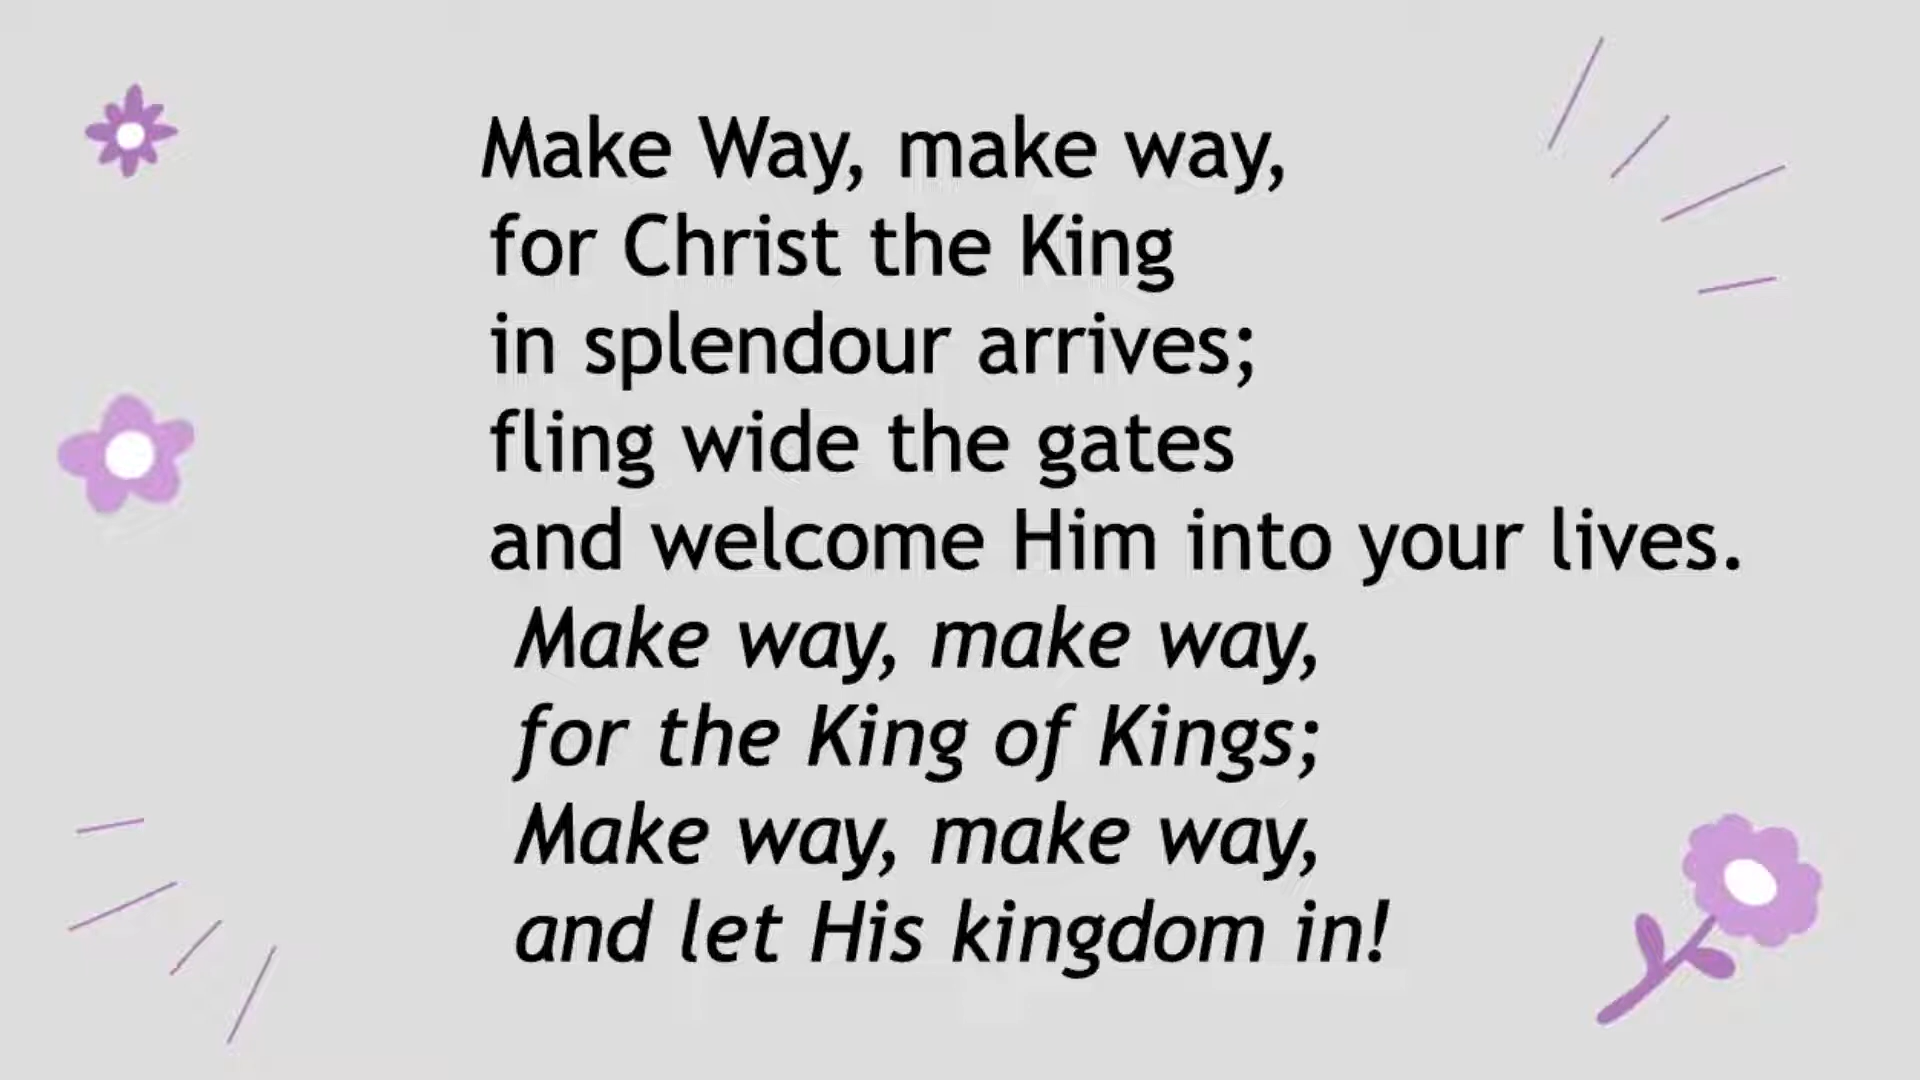 Make Way, make way,
for Christ the King
in splendour arrives;
fling wide the gates
and welcome Him into your lives.
Make way, make way,
for the King of Kings;
Make way, make way,
and let His kingdom in!